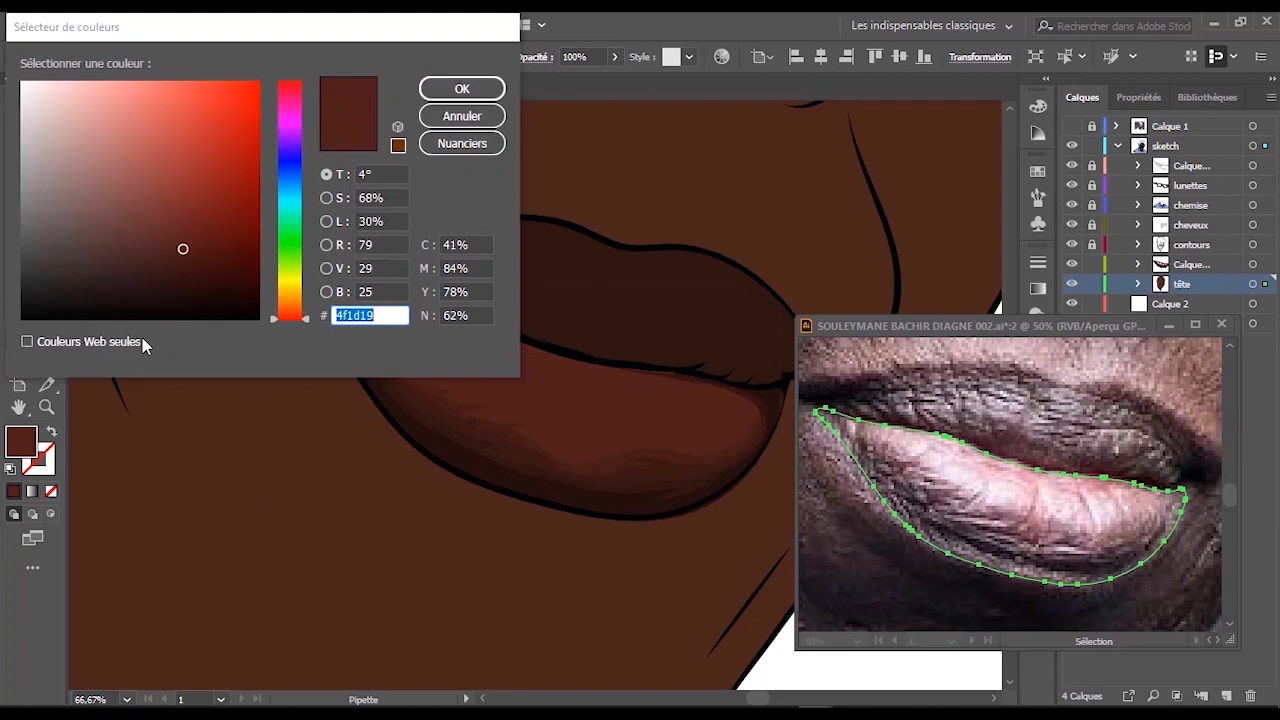 Sélecteur de couleurs
Les indispensables classiques
Rechercher dans Adobe Stock
Opacité : 100% Style :
Transformation
Sélectionner une couleur :
OK
Annuler
Nuanciers
T : 4°
S : 68%
L : 30%
R : 79 C : 41%
V : 29 M : 84%
B : 25 Y : 78%
# 4f1d19 N : 62%
Couleurs Web seules
Calques Propriétés Bibliothèques
Calque 1
sketch
Calque...
lunettes
chemise
cheveux
contours
Calque...
tête
Calque 2
SOULEYMANE BACHIR DIAGNE 002.ai*:2 @ 50% (RVB/Aperçu GP...
50% 1 Sélection
66,67% 1 Pipette
4 Calques